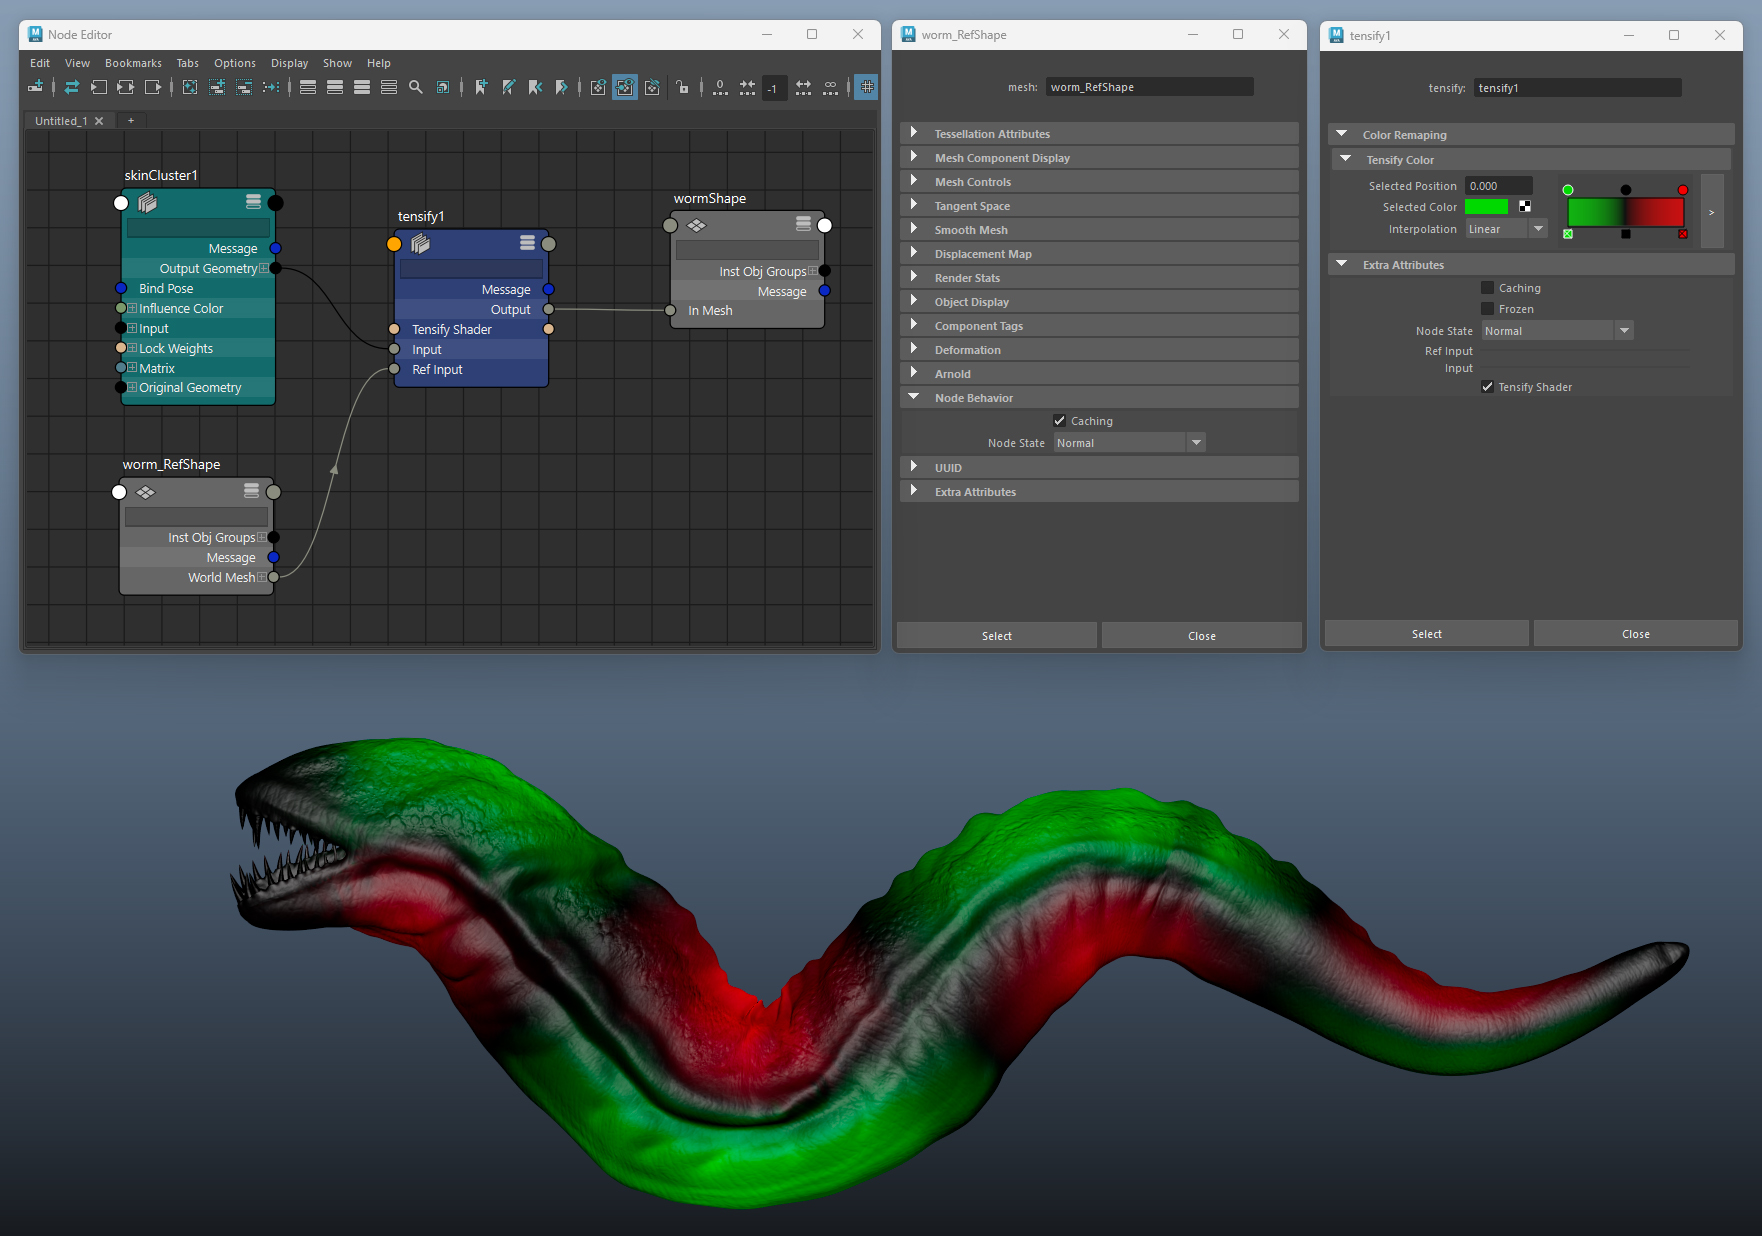 Node Editor
Edit View Bookmarks Tabs Options Display Show Help
0 -1 ∞
Untitled_1 × +
skinCluster1
Message
Output Geometry
Bind Pose
Influence Color
Input
Lock Weights
Matrix
Original Geometry
tensify1
Message
Output
Tensify Shader
Input
Ref Input
wormShape
Inst Obj Groups
Message
In Mesh
worm_RefShape
Inst Obj Groups
Message
World Mesh
worm_RefShape
mesh: worm_RefShape
Tessellation Attributes
Mesh Component Display
Mesh Controls
Tangent Space
Smooth Mesh
Displacement Map
Render Stats
Object Display
Component Tags
Deformation
Arnold
Node Behavior
Caching
Node State Normal
UUID
Extra Attributes
Select Close
tensify1
tensify: tensify1
Color Remaping
Tensify Color
Selected Position 0.000
Selected Color
Interpolation Linear
>
Extra Attributes
Caching
Frozen
Node State Normal
Ref Input
Input
Tensify Shader
Select Close